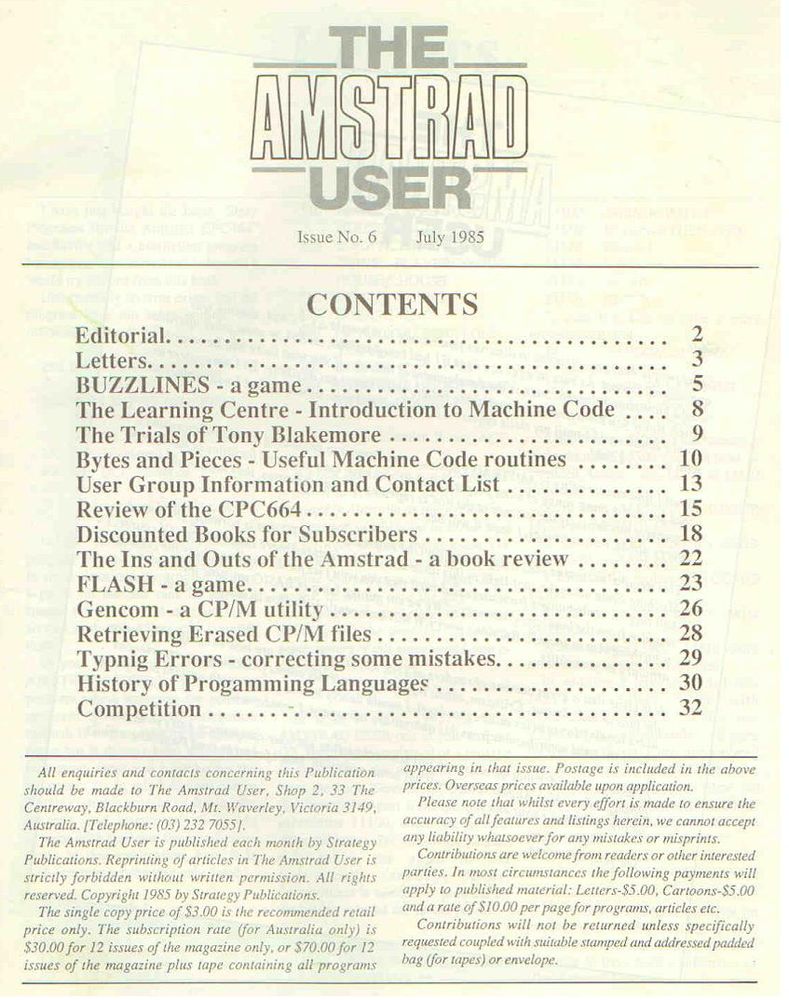 THE
AMSTRAD
USER
Issue No. 6 July 1985
CONTENTS
Editorial. . . . . . . . . . . . . . . . . . . . . . . . . . . . . . . . . . . . . . . . 2
Letters. . . . . . . . . . . . . . . . . . . . . . . . . . . . . . . . . . . . . . . . . 3
BUZZLINES - a game . . . . . . . . . . . . . . . . . . . . . . . . . . . . . 5
The Learning Centre - Introduction to Machine Code . . . . 8
The Trials of Tony Blakemore . . . . . . . . . . . . . . . . . . . . . . 9
Bytes and Pieces - Useful Machine Code routines . . . . . . . . 10
User Group Information and Contact List . . . . . . . . . . . . . 13
Review of the CPC664 . . . . . . . . . . . . . . . . . . . . . . . . . . . . . 15
Discounted Books for Subscribers . . . . . . . . . . . . . . . . . . . 18
The Ins and Outs of the Amstrad - a book review . . . . . . . . 22
FLASH - a game. . . . . . . . . . . . . . . . . . . . . . . . . . . . . . . . . 23
Gencom - a CP/M utility . . . . . . . . . . . . . . . . . . . . . . . . . . . 26
Retrieving Erased CP/M files . . . . . . . . . . . . . . . . . . . . . . . 28
Typnig Errors - correcting some mistakes. . . . . . . . . . . . . . 29
History of Progamming Languages . . . . . . . . . . . . . . . . . . 30
Competition . . . . . . . . . . . . . . . . . . . . . . . . . . . . . . . . . . . . 32
All enquiries and contacts concerning this Publication
should be made to The Amstrad User, Shop 2, 33 The
Centreway, Blackburn Road, Mt. Waverley, Victoria 3149,
Australia. [Telephone: (03) 232 7055].
The Amstrad User is published each month by Strategy
Publications. Reprinting of articles in The Amstrad User is
strictly forbidden without written permission. All rights
reserved. Copyright 1985 by Strategy Publications.
The single copy price of $3.00 is the recommended retail
price only. The subscription rate (for Australia only) is
$30.00 for 12 issues of the magazine only, or $70.00 for 12
issues of the magazine plus tape containing all programs
appearing in that issue. Postage is included in the above
prices. Overseas prices available upon application.
Please note that whilst every effort is made to ensure the
accuracy of all features and listings herein, we cannot accept
any liability whatsoever for any mistakes or misprints.
Contributions are welcome from readers or other interested
parties. In most circumstances the following payments will
apply to published material: Letters-$5.00, Cartoons-$5.00
and a rate of $10.00 per page for programs, articles etc.
Contributions will not be returned unless specifically
requested coupled with suitable stamped and addressed padded
bag (for tapes) or envelope.